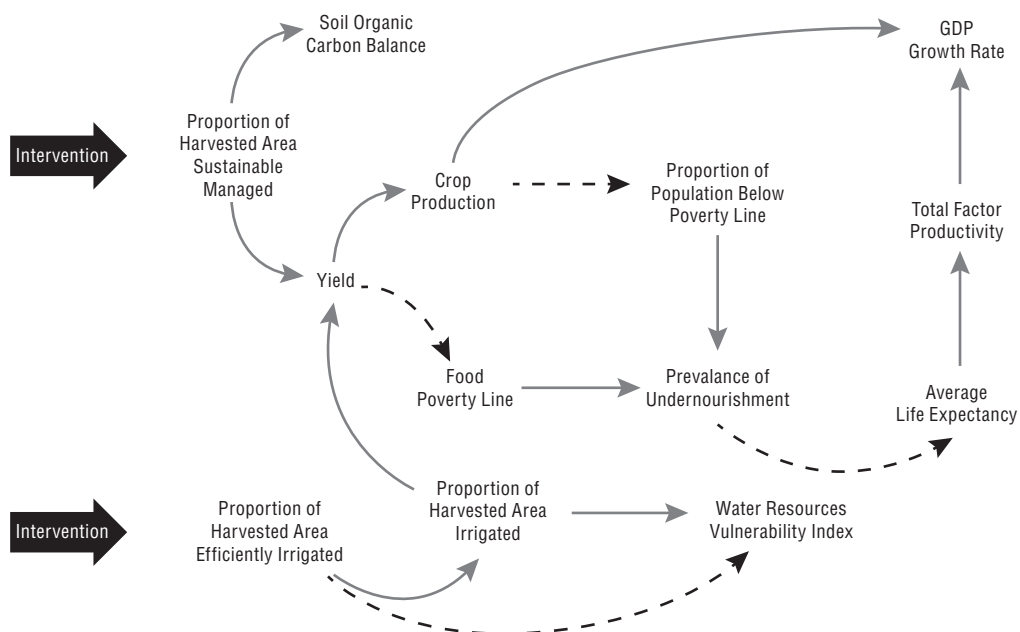 Soil Organic
Carbon Balance
GDP
Growth Rate
Intervention
Proportion of
Harvested Area
Sustainable
Managed
Crop
Production
Proportion of
Population Below
Poverty Line
Total Factor
Productivity
Yield
Food
Poverty Line
Prevalance of
Undernourishment
Average
Life Expectancy
Intervention
Proportion of
Harvested Area
Efficiently Irrigated
Proportion of
Harvested Area
Irrigated
Water Resources
Vulnerability Index